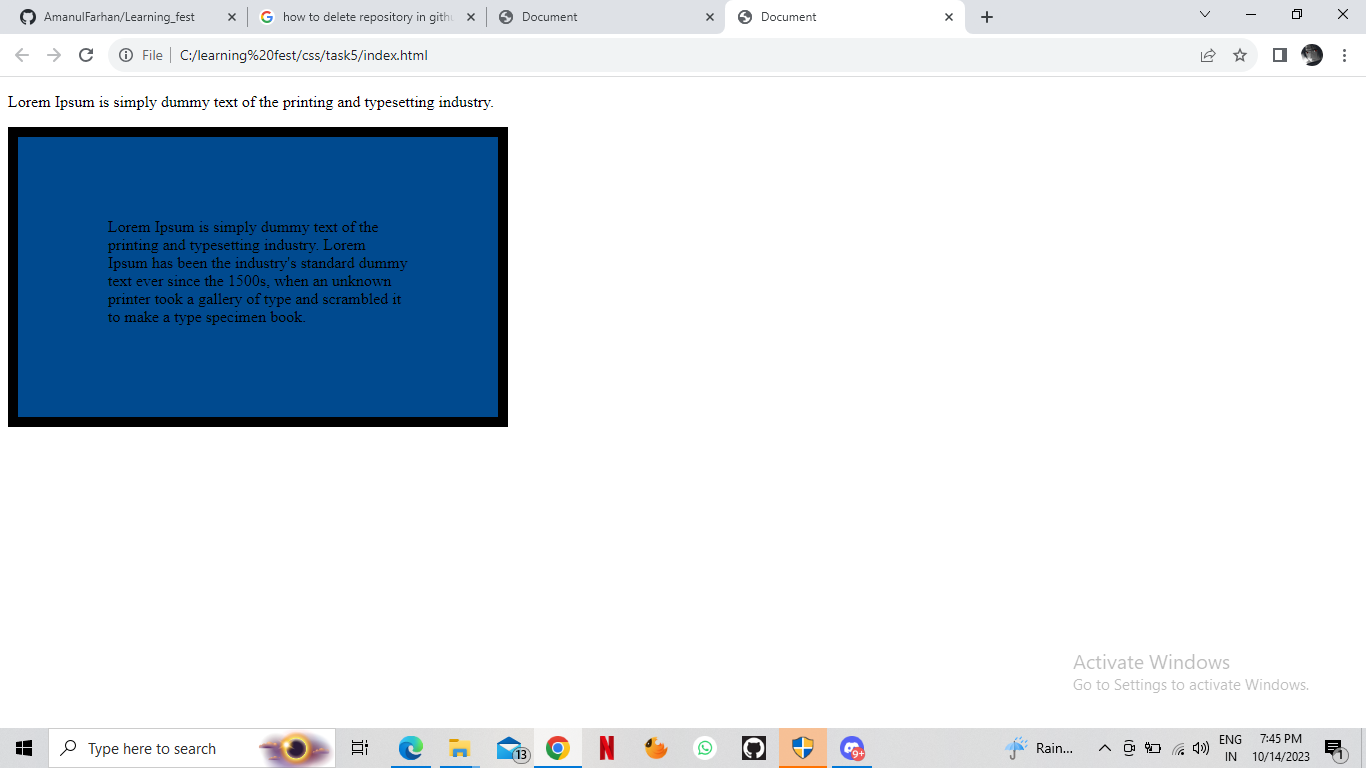 AmanulFarhan/Learning_fest
how to delete repository in gith
Document
Document
File
C:/learning%20fest/css/task5/index.html
Lorem Ipsum is simply dummy text of the printing and typesetting industry.
Lorem Ipsum is simply dummy text of the
printing and typesetting industry. Lorem
Ipsum has been the industry's standard dummy
text ever since the 1500s, when an unknown
printer took a gallery of type and scrambled it
to make a type specimen book.
Activate Windows
Go to Settings to activate Windows.
Type here to search
13
9+
Rain...
ENG
IN
7:45 PM
10/14/2023
1